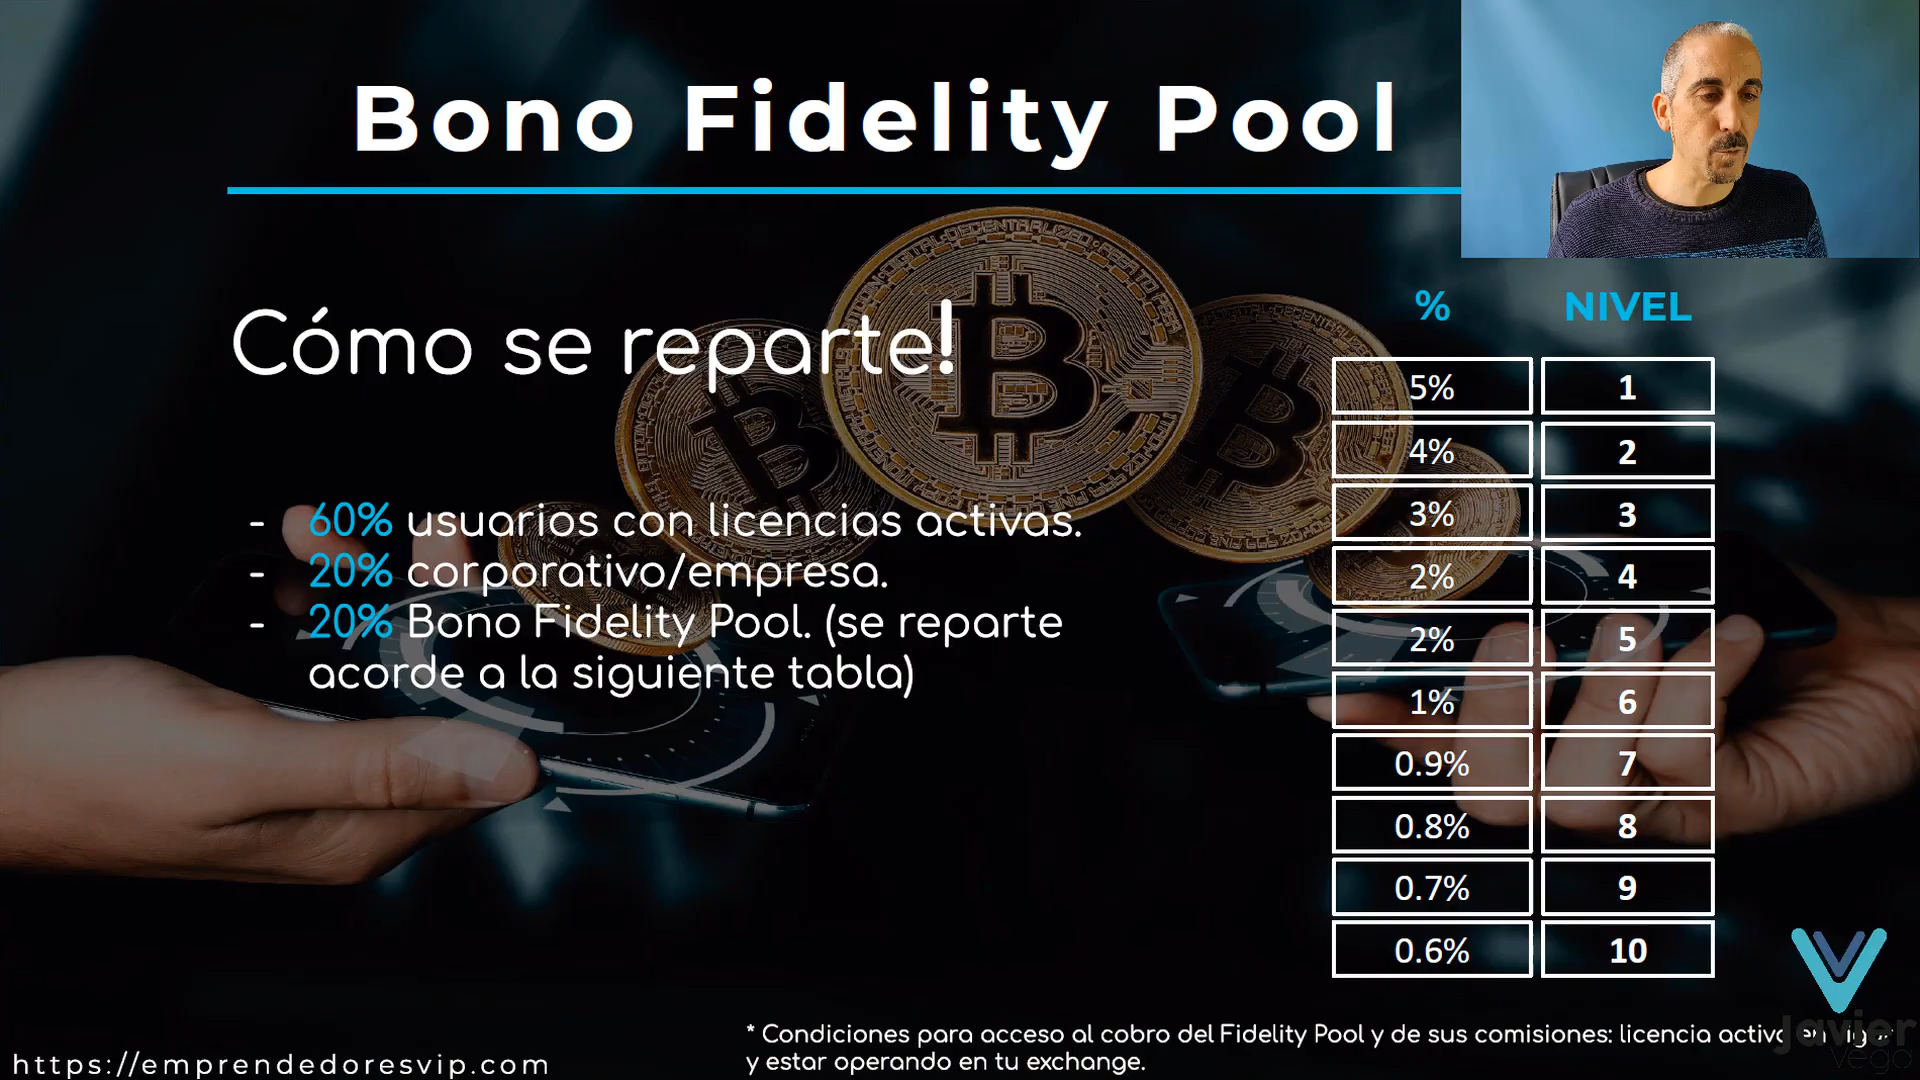 Bono Fidelity Pool
Cómo se reparte!
- 60% usuarios con licencias activas.
- 20% corporativo/empresa.
- 20% Bono Fidelity Pool. (se reparte
acorde a la siguiente tabla)
% NIVEL
5% 1
4% 2
3% 3
2% 4
2% 5
1% 6
0.9% 7
0.8% 8
0.7% 9
0.6% 10
* Condiciones para acceso al cobro del Fidelity Pool y de sus comisiones: licencia activa en
y estar operando en tu exchange.
https://emprendedoresvip.com
Javier
Vega